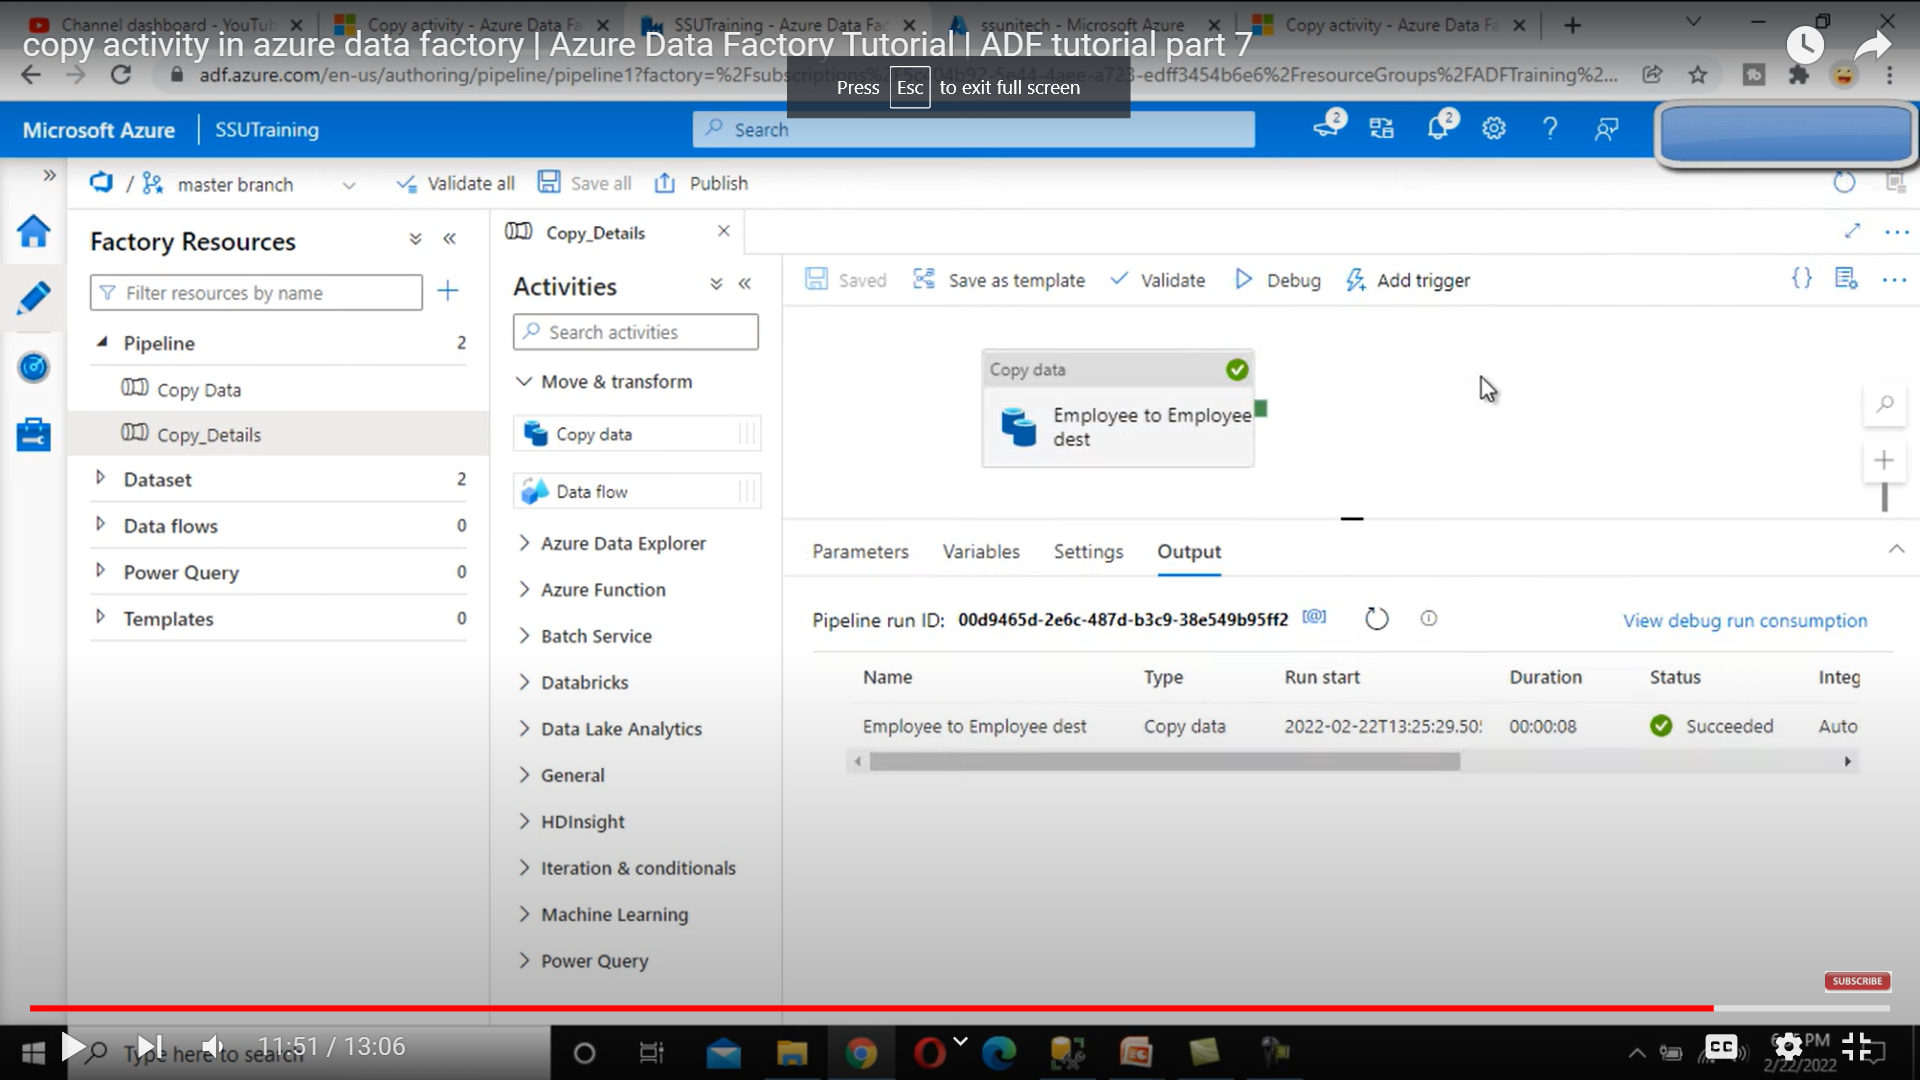 Channel dashboard - YouTub
Copy activity - Azure Data Fa
SSUTraining - Azure Data Fac
ssunitech - Microsoft Azure
Copy activity - Azure Data Fa
copy activity in azure data factory | Azure Data Factory Tutorial | ADF tutorial part 7
Press Esc to exit full screen
Microsoft Azure
SSUTraining
Search
2
2
master branch
Validate all
Save all
Publish
Factory Resources
Filter resources by name
Pipeline 2
Copy Data
Copy_Details
Dataset 2
Data flows 0
Power Query 0
Templates 0
Copy_Details
Activities
Search activities
Move & transform
Copy data
Data flow
Azure Data Explorer
Azure Function
Batch Service
Databricks
Data Lake Analytics
General
HDInsight
Iteration & conditionals
Machine Learning
Power Query
Saved
Save as template
Validate
Debug
Add trigger
Copy data
Employee to Employee
dest
Parameters Variables Settings Output
Pipeline run ID: 00d9465d-2e6c-487d-b3c9-38e549b95ff2
View debug run consumption
Name Type Run start Duration Status Integ
Employee to Employee dest Copy data 2022-02-22T13:25:29.50 00:00:08 Succeeded Auto
SUBSCRIBE
11:51 / 13:06
Type here to search
CC
PM
2/22/2022